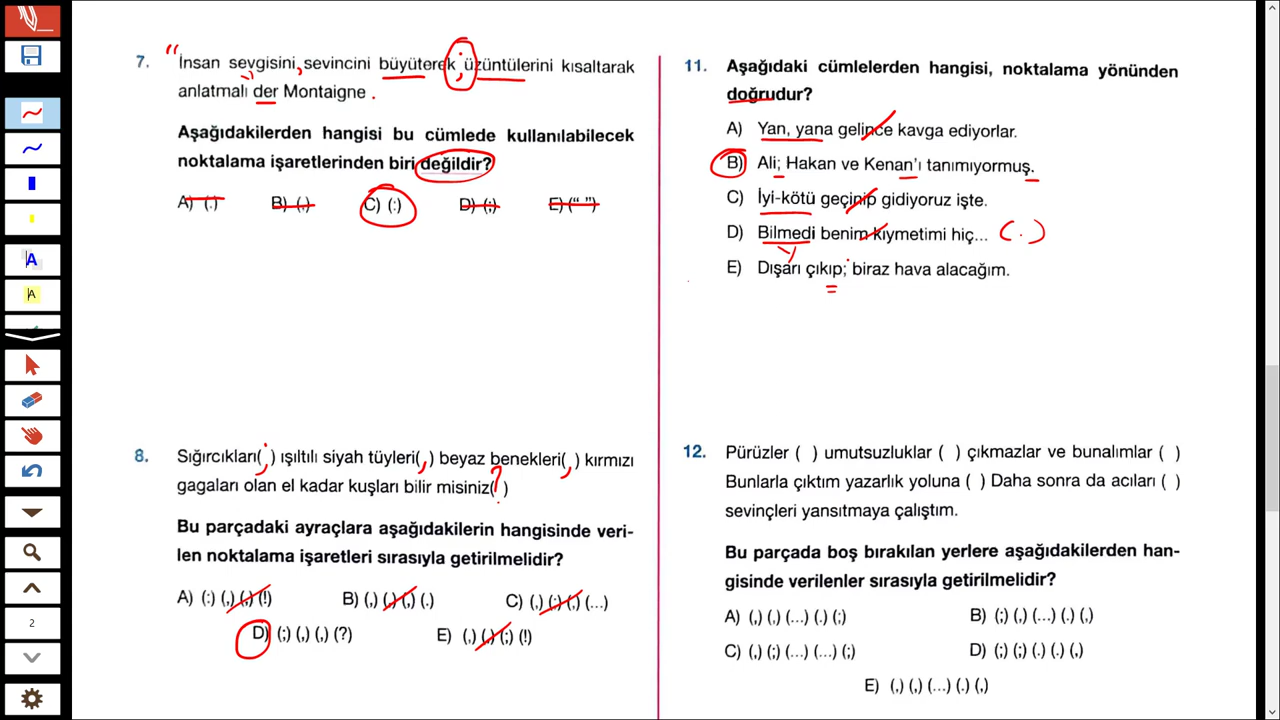 7. İnsan sevgisini, sevincini büyüterek ; üzüntülerini kısaltarak
anlatmalı der Montaigne .
Aşağıdakilerden hangisi bu cümlede kullanılabilecek
noktalama işaretlerinden biri değildir?
A) (.) B) (,) C) (:) D) (;) E) (“ ”)
8. Sığırcıkları(;) ışıltılı siyah tüyleri(,) beyaz benekleri(,) kırmızı
gagaları olan el kadar kuşları bilir misiniz(?)
Bu parçadaki ayraçlara aşağıdakilerin hangisinde veri-
len noktalama işaretleri sırasıyla getirilmelidir?
A) (:) (,) (,) (!) B) (,) (,) (,) (.) C) (,) (;) (,) (...)
D) (;) (,) (,) (?) E) (,) (,) (;) (!)
11. Aşağıdaki cümlelerden hangisi, noktalama yönünden
doğrudur?
A) Yan, yana gelince kavga ediyorlar.
B) Ali; Hakan ve Kenan’ı tanımıyormuş.
C) İyi-kötü geçinip gidiyoruz işte.
D) Bilmedi benim kıymetimi hiç... (.)
E) Dışarı çıkıp; biraz hava alacağım.
12. Pürüzler ( ) umutsuzluklar ( ) çıkmazlar ve bunalımlar ( )
Bunlarla çıktım yazarlık yoluna ( ) Daha sonra da acıları ( )
sevinçleri yansıtmaya çalıştım.
Bu parçada boş bırakılan yerlere aşağıdakilerden han-
gisinde verilenler sırasıyla getirilmelidir?
A) (,) (,) (...) (.) (;) B) (;) (,) (...) (.) (,)
C) (,) (;) (...) (...) (;) D) (;) (;) (.) (.) (,)
E) (,) (,) (...) (.) (,)
A
A
2